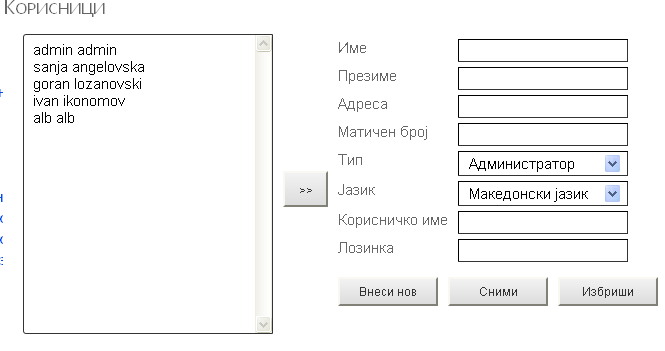 Корисници
admin admin
sanja angelovska
goran lozanovski
ivan ikonomov
alb alb
>>
Име
Презиме
Адреса
Матичен број
Тип
Администратор
Јазик
Македонски јазик
Корисничко име
Лозинка
Внеси нов
Сними
Избриши